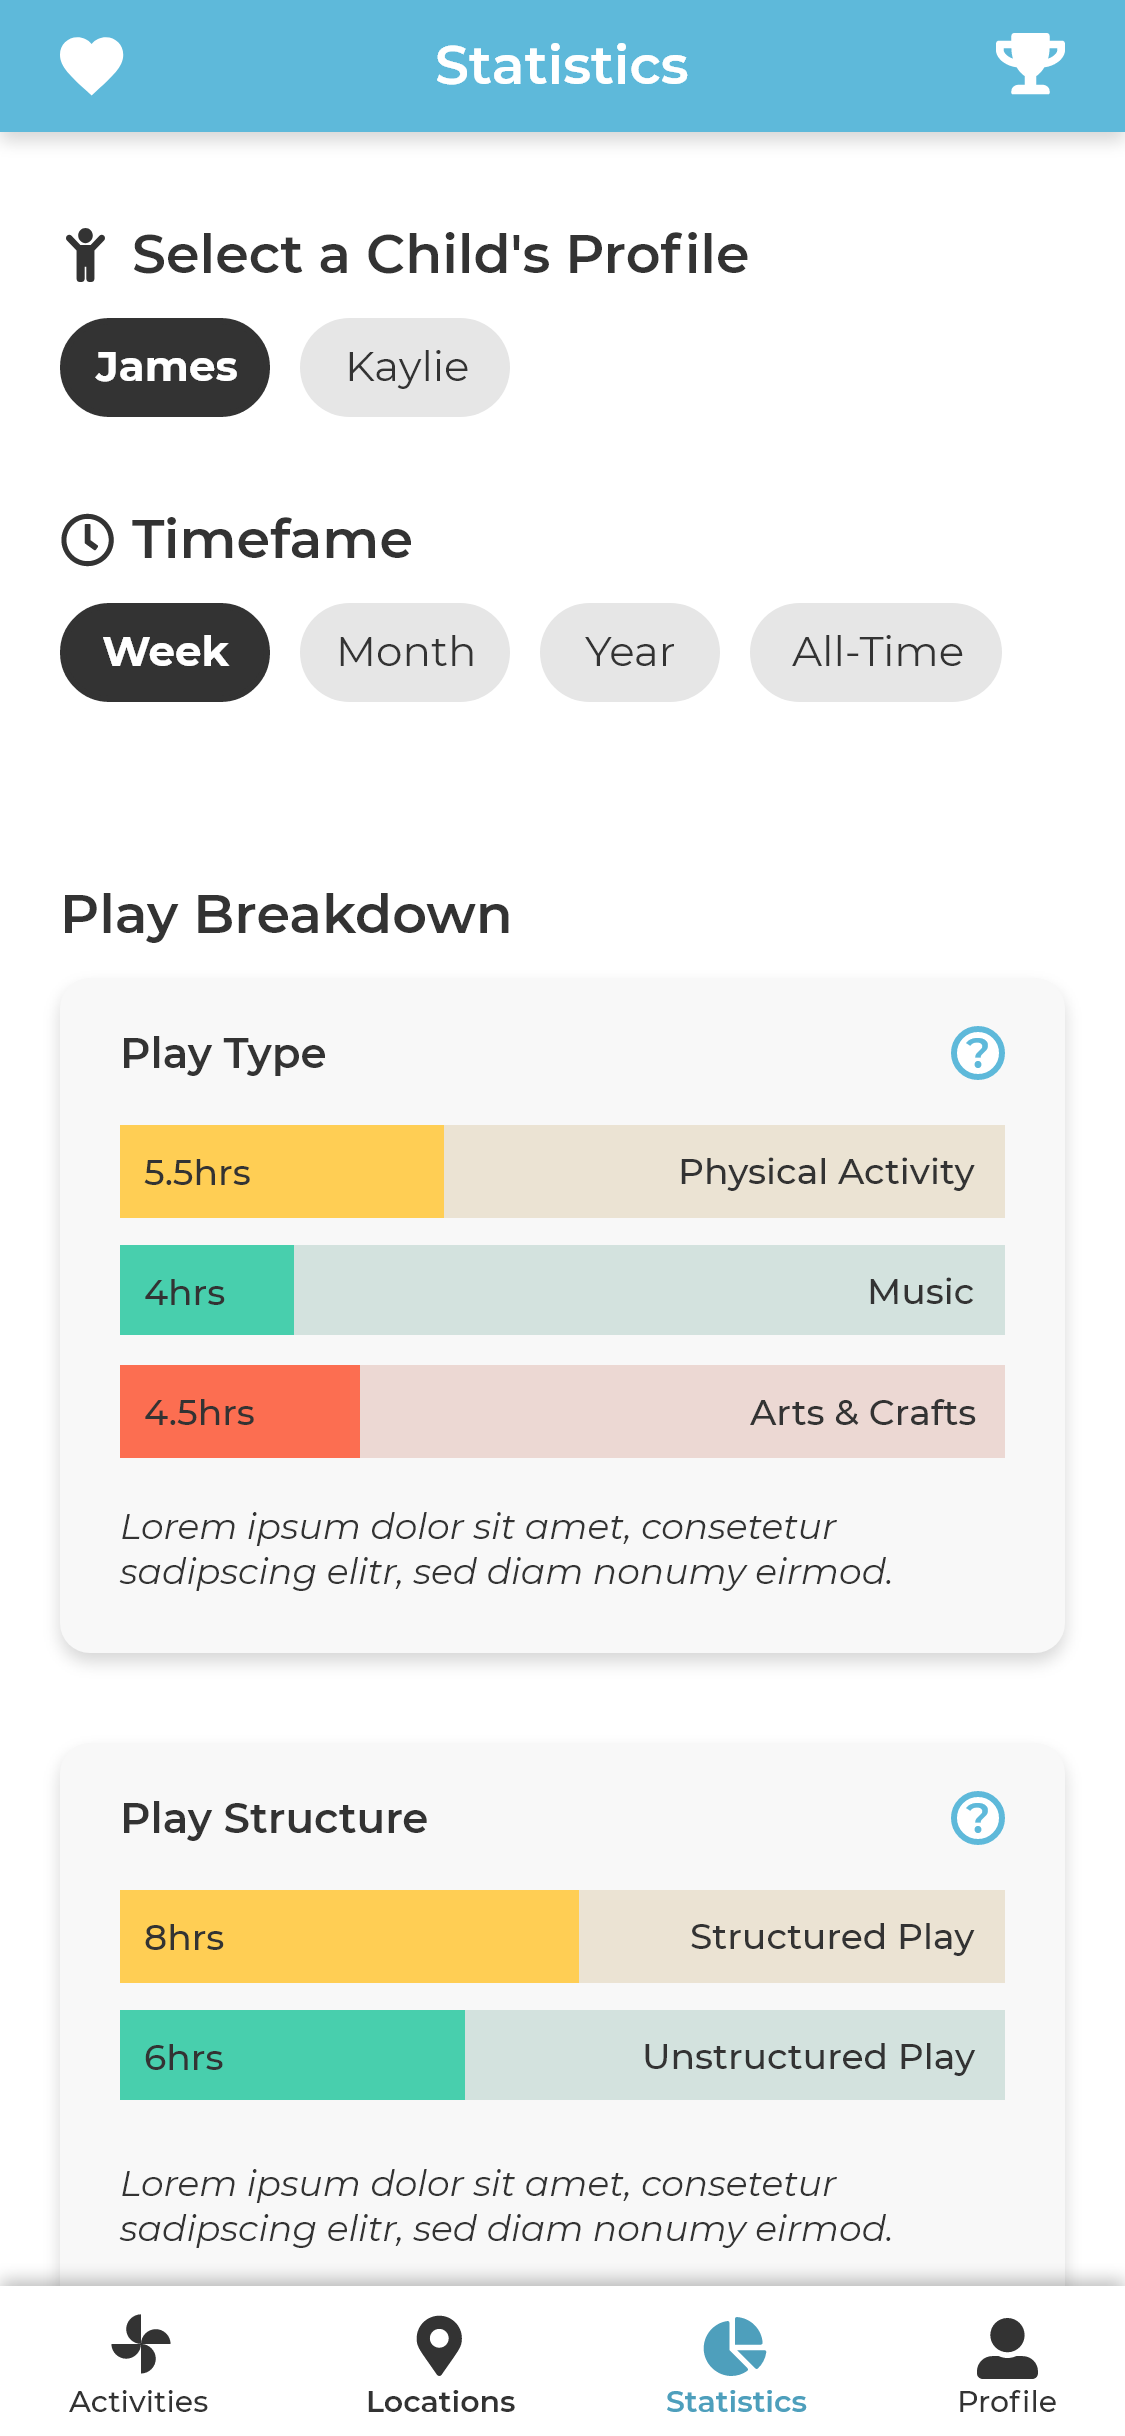 Statistics
Select a Child's Profile
James Kaylie
Timefame
Week Month Year All-Time
Play Breakdown
Play Type ?
5.5hrs Physical Activity
4hrs Music
4.5hrs Arts & Crafts
Lorem ipsum dolor sit amet, consetetur
sadipscing elitr, sed diam nonumy eirmod.
Play Structure ?
8hrs Structured Play
6hrs Unstructured Play
Lorem ipsum dolor sit amet, consetetur
sadipscing elitr, sed diam nonumy eirmod.
Activities Locations Statistics Profile